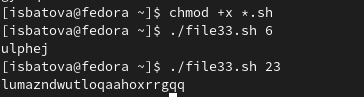 [isbatova@fedora ~]$ chmod +x *.sh
[isbatova@fedora ~]$ ./file33.sh 6
ulphej
[isbatova@fedora ~]$ ./file33.sh 23
lumazndwutloqaahoxrrgqq